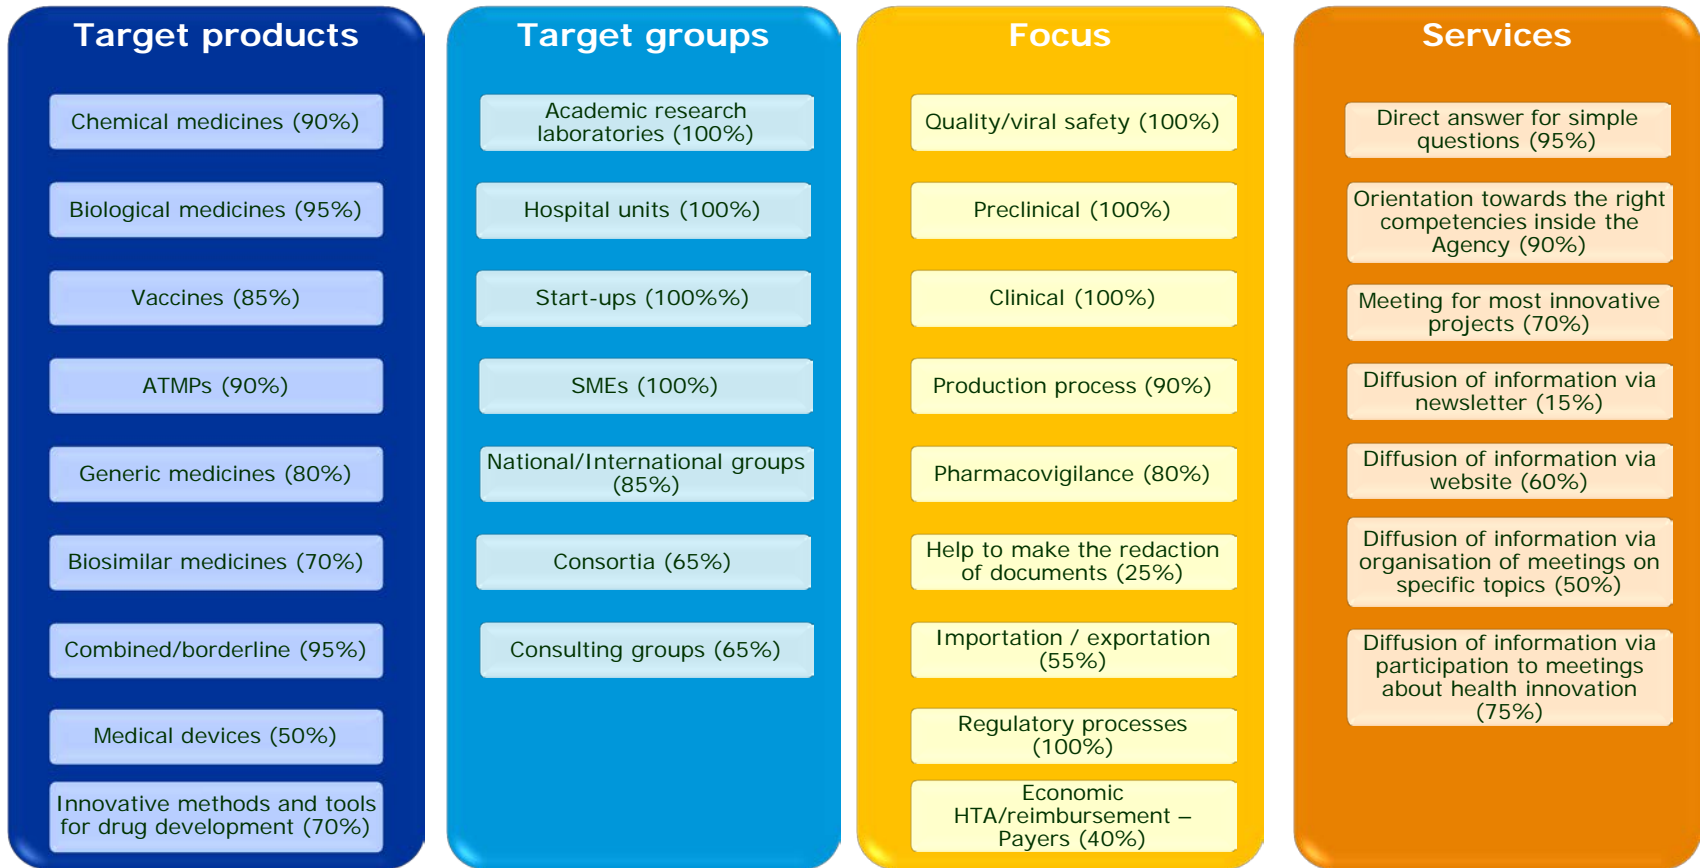 Target products
Chemical medicines (90%)
Biological medicines (95%)
Vaccines (85%)
ATMPs (90%)
Generic medicines (80%)
Biosimilar medicines (70%)
Combined/borderline (95%)
Medical devices (50%)
Innovative methods and tools
for drug development (70%)
Target groups
Academic research
laboratories (100%)
Hospital units (100%)
Start-ups (100%%)
SMEs (100%)
National/International groups
(85%)
Consortia (65%)
Consulting groups (65%)
Focus
Quality/viral safety (100%)
Preclinical (100%)
Clinical (100%)
Production process (90%)
Pharmacovigilance (80%)
Help to make the redaction
of documents (25%)
Importation / exportation
(55%)
Regulatory processes
(100%)
Economic
HTA/reimbursement –
Payers (40%)
Services
Direct answer for simple
questions (95%)
Orientation towards the right
competencies inside the
Agency (90%)
Meeting for most innovative
projects (70%)
Diffusion of information via
newsletter (15%)
Diffusion of information via
website (60%)
Diffusion of information via
organisation of meetings on
specific topics (50%)
Diffusion of information via
participation to meetings
about health innovation
(75%)